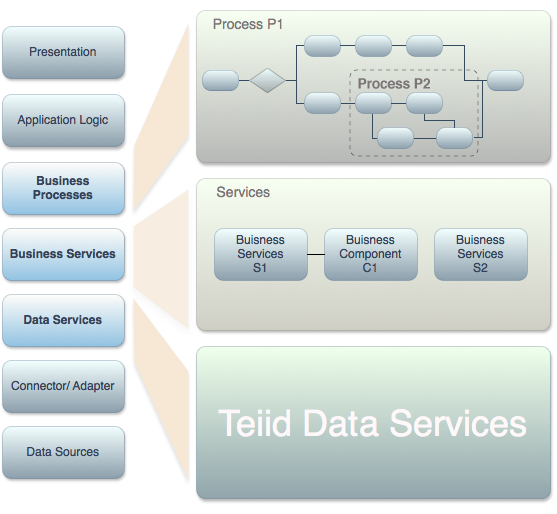 Presentation
Application Logic
Business
Processes
Business Services
Data Services
Connector/ Adapter
Data Sources
Process P1
Process P2
Services
Buisness
Services
S1
Buisness
Component
C1
Buisness
Services
S2
Teiid Data Services